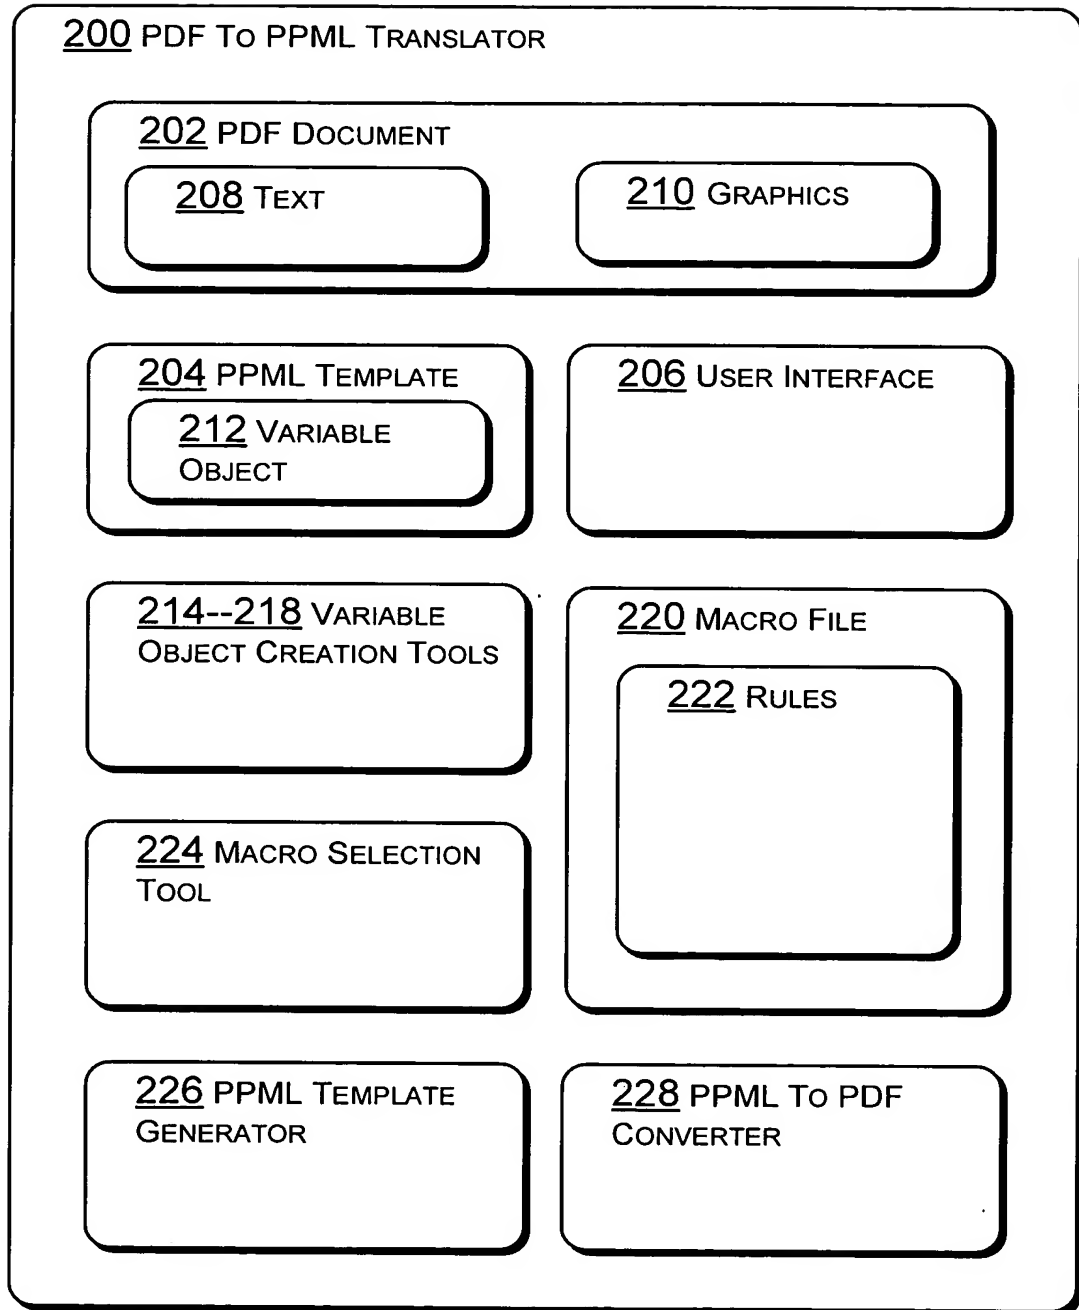 200 PDF TO PPML TRANSLATOR
202 PDF DOCUMENT
208 TEXT
210 GRAPHICS
204 PPML TEMPLATE
212 VARIABLE
OBJECT
206 USER INTERFACE
214--218 VARIABLE
OBJECT CREATION TOOLS
220 MACRO FILE
222 RULES
224 MACRO SELECTION
TOOL
226 PPML TEMPLATE
GENERATOR
228 PPML TO PDF
CONVERTER